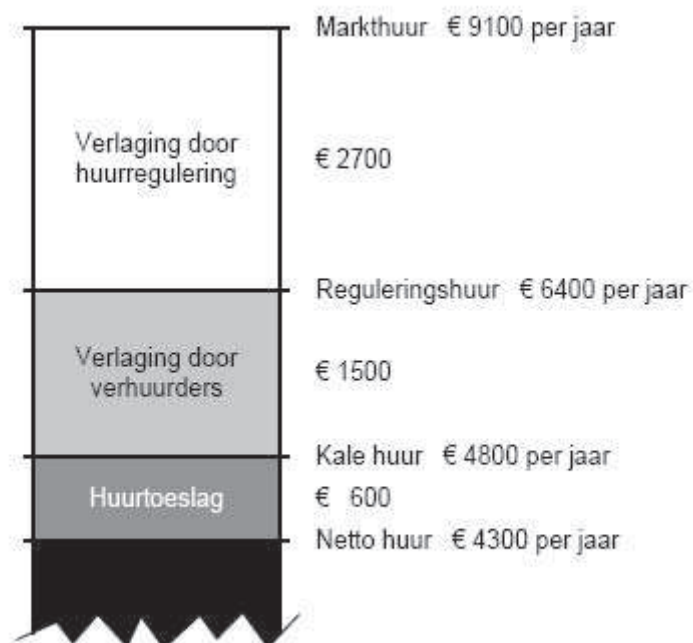 Markthuur € 9100 per jaar
Verlaging door
huurregulering
€ 2700
Reguleringshuur € 6400 per jaar
Verlaging door
verhuurders
€ 1500
Kale huur € 4800 per jaar
Huurtoeslag
€ 600
Netto huur € 4300 per jaar